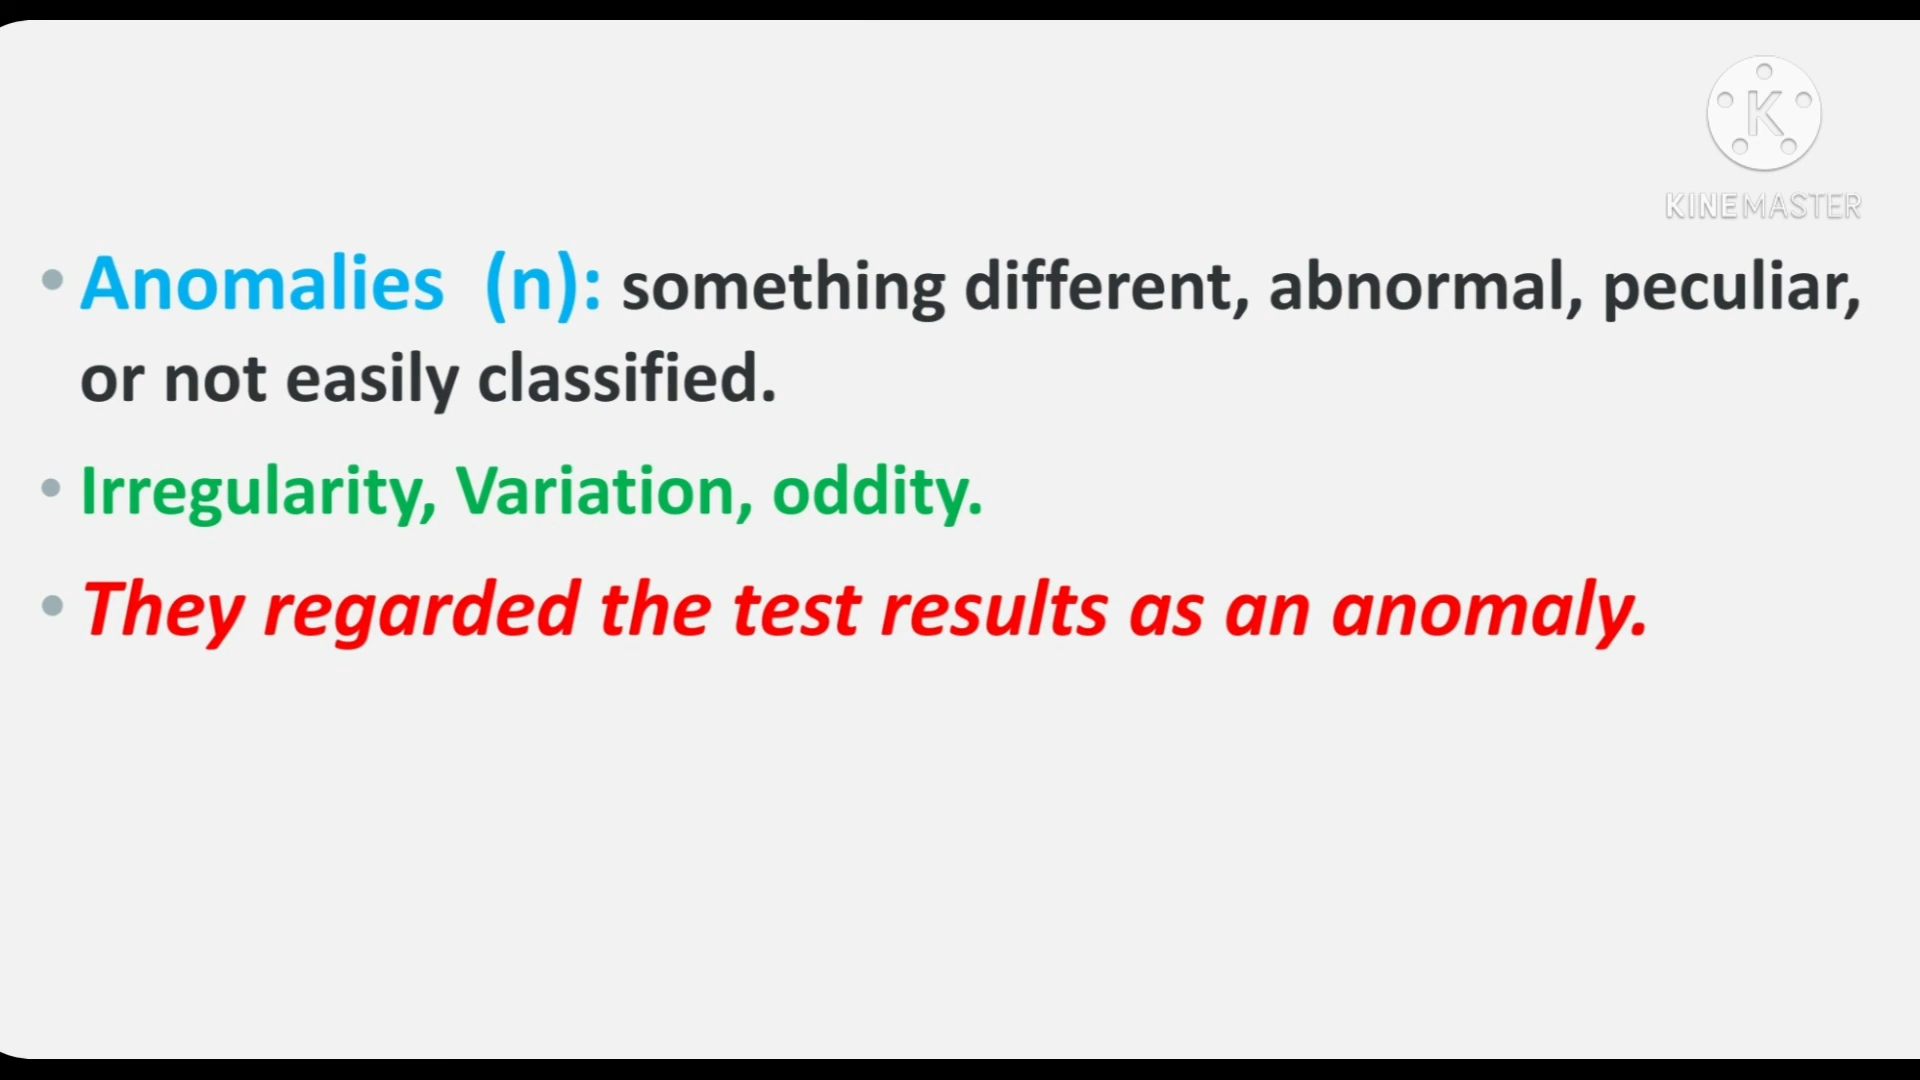 K
KINEMASTER
• Anomalies (n): something different, abnormal, peculiar,
or not easily classified.
• Irregularity, Variation, oddity.
• They regarded the test results as an anomaly.